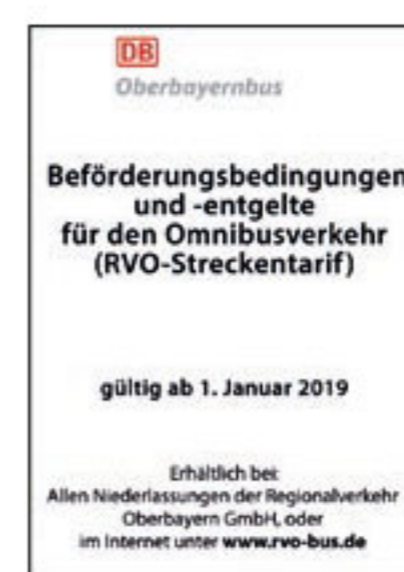 DB
Oberbayernbus
Beförderungsbedingungen
und -entgelte
für den Omnibusverkehr
(RVO-Streckentarif)
gültig ab 1. Januar 2019
Erhältlich bei:
Allen Niederlassungen der Regionalverkehr
Oberbayern GmbH, oder
im Internet unter www.rvo-bus.de